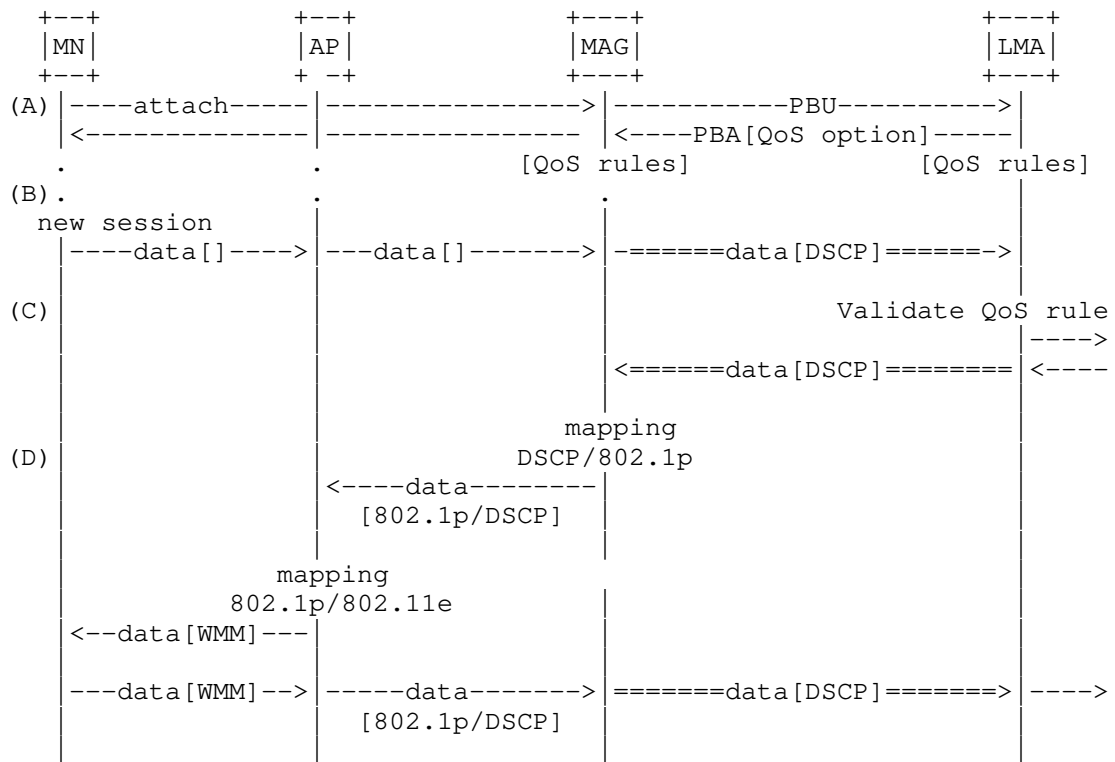 +--+ +--+ +---+ +---+
|MN| |AP| |MAG| |LMA|
+--+ + -+ +---+ +---+
(A)|----attach-----|--------------->|-----------PBU---------->|
|<--------------|--------------- |<----PBA[QoS option]-----|
. . [QoS rules] [QoS rules]
(B). . .
new session
|----data[]---->|---data[]------->|-======data[DSCP]======->|
(C) Validate QoS rule
|---->
|<======data[DSCP]========|<----
mapping
(D) DSCP/802.1p
|<----data--------|
[802.1p/DSCP]
mapping
802.1p/802.11e
|<--data[WMM]---|
|---data[WMM]-->|-----data------->|=======data[DSCP]=======>|---->
[802.1p/DSCP]